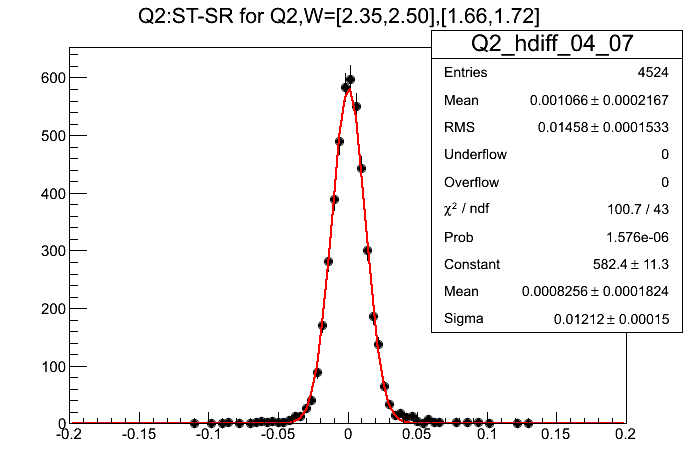 Q2:ST-SR for Q2,W=[2.35,2.50],[1.66,1.72]
Q2_hdiff_04_07
Entries 4524
Mean 0.001066 ± 0.0002167
RMS 0.01458 ± 0.0001533
Underflow 0
Overflow 0
χ² / ndf 100.7 / 43
Prob 1.576e-06
Constant 582.4 ± 11.3
Mean 0.0008256 ± 0.0001824
Sigma 0.01212 ± 0.00015
600
500
400
300
200
100
0
-0.2 -0.15 -0.1 -0.05 0 0.05 0.1 0.15 0.2